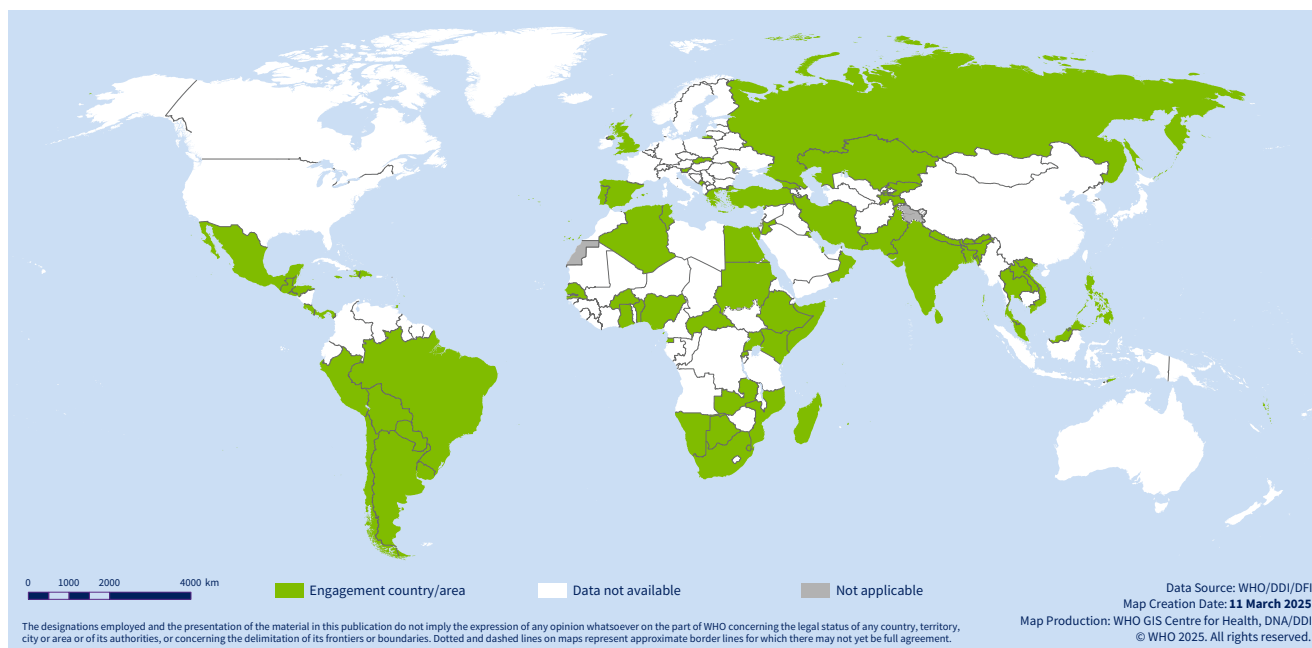 0 1000 2000 4000 km
Engagement country/area
Data not available
Not applicable
Data Source: WHO/DDI/DFI
Map Creation Date: 11 March 2025
Map Production: WHO GIS Centre for Health, DNA/DDI
© WHO 2025. All rights reserved.
The designations employed and the presentation of the material in this publication do not imply the expression of any opinion whatsoever on the part of WHO concerning the legal status of any country, territory,
city or area or of its authorities, or concerning the delimitation of its frontiers or boundaries. Dotted and dashed lines on maps represent approximate border lines for which there may not yet be full agreement.